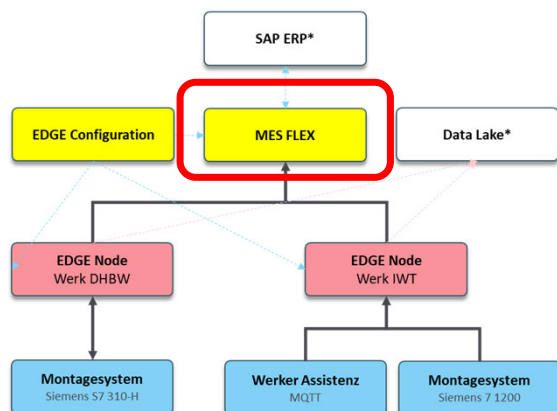 SAP ERP*
EDGE Configuration
MES FLEX
Data Lake*
EDGE Node
Werk DHBW
EDGE Node
Werk IWT
Montagesystem
Siemens S7 310-H
Werker Assistenz
MQTT
Montagesystem
Siemens 7 1200